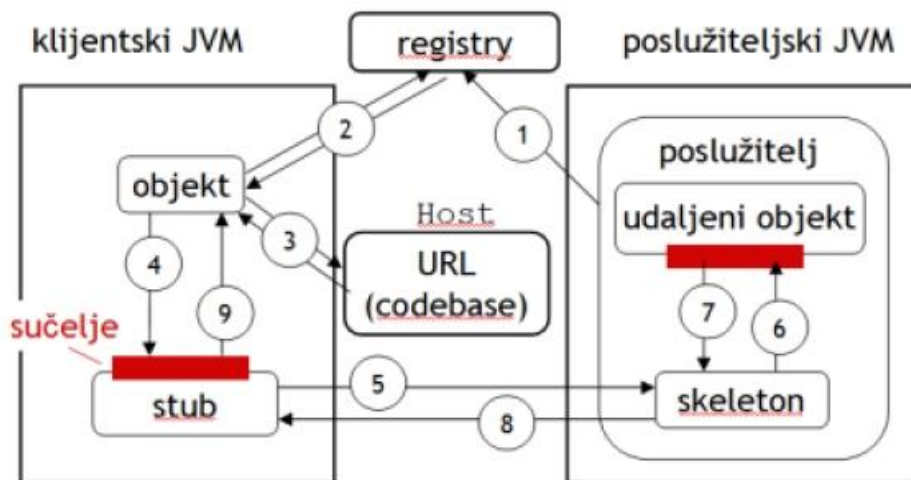 klijentski JVM
registry
poslužiteljski JVM
2
1
poslužitelj
objekt
udaljeni objekt
Host
3
URL
(codebase)
4
9
7
6
sučelje
stub
5
skeleton
8